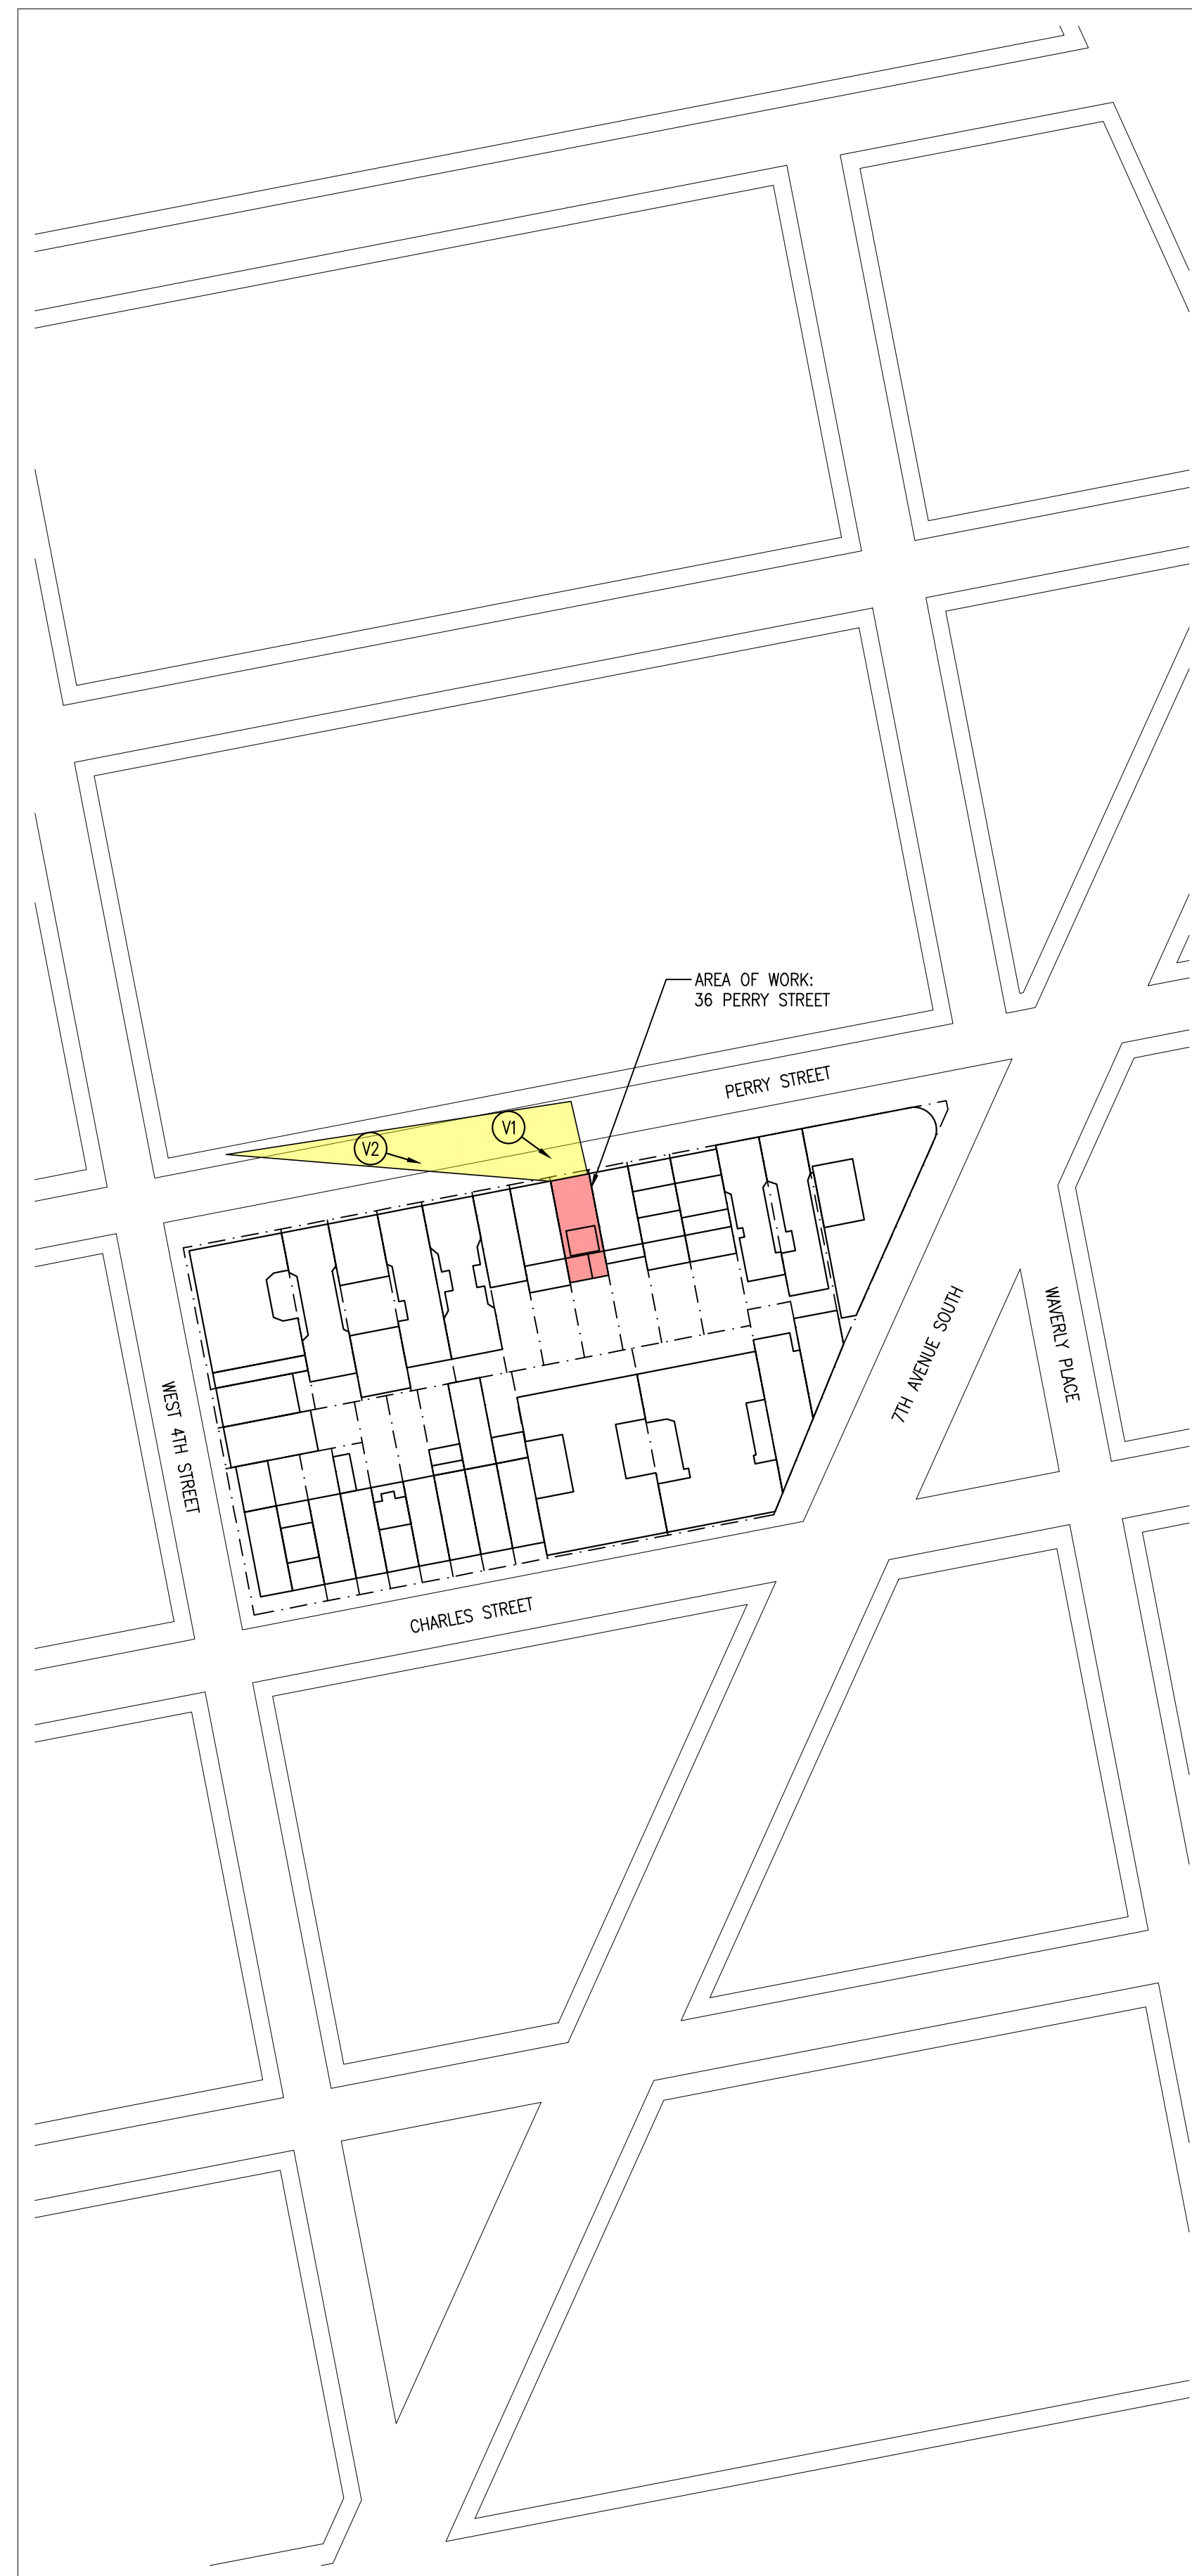 AREA OF WORK:
36 PERRY STREET
PERRY STREET
V1
V2
7TH AVENUE SOUTH
WAVERLY PLACE
WEST 4TH STREET
CHARLES STREET